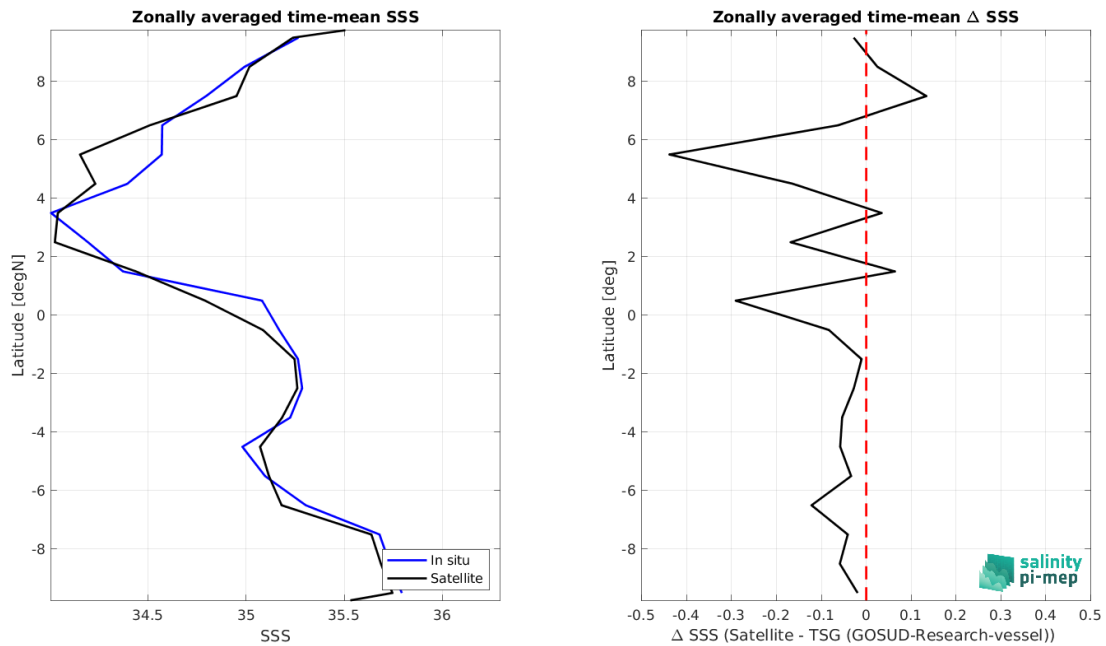 Zonally averaged time-mean SSS
Latitude [degN]
8
6
4
2
0
-2
-4
-6
-8
34.5 35 35.5 36
SSS
In situ
Satellite
Zonally averaged time-mean Δ SSS
Latitude [deg]
8
6
4
2
0
-2
-4
-6
-8
-0.5 -0.4 -0.3 -0.2 -0.1 0 0.1 0.2 0.3 0.4 0.5
Δ SSS (Satellite - TSG (GOSUD-Research-vessel))
salinity
pi-mep